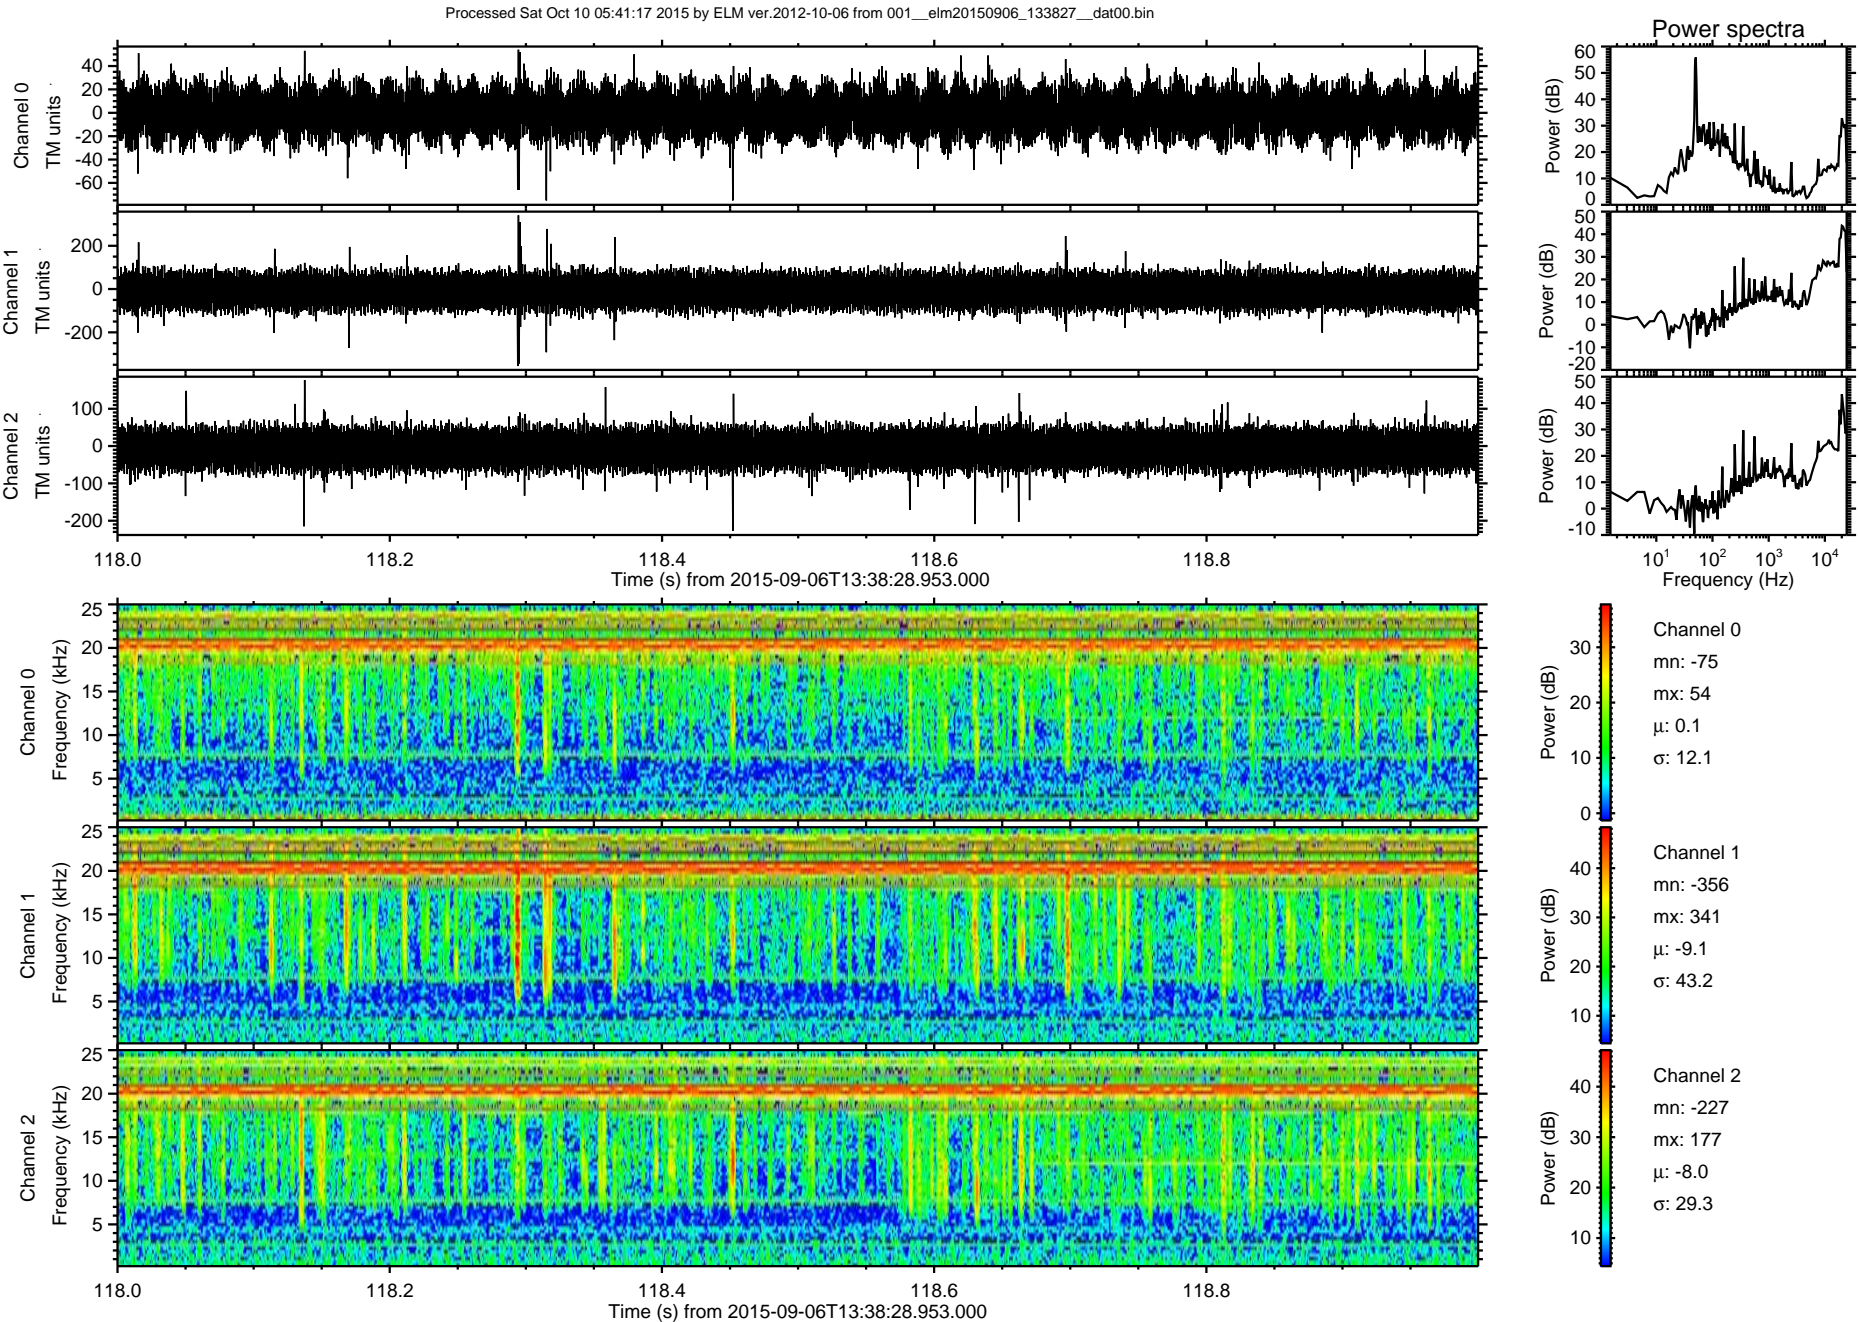 Processed Sat Oct 10 05:41:17 2015 by ELM ver.2012-10-06 from 001__elm20150906_133827__dat00.bin
Power spectra
Channel 0
TM units
40
20
0
-20
-40
-60
Power (dB)
60
50
40
30
20
10
0
Channel 1
TM units
200
0
-200
Power (dB)
50
40
30
20
10
0
-10
-20
Channel 2
TM units
100
0
-100
-200
Power (dB)
50
40
30
20
10
0
-10
118.0 118.2 118.4 118.6 118.8
Time (s) from 2015-09-06T13:38:28.953.000
10¹ 10² 10³ 10⁴
Frequency (Hz)
Channel 0
Frequency (kHz)
25
20
15
10
5
Power (dB)
30
20
10
0
Channel 0
mn: -75
mx: 54
μ: 0.1
σ: 12.1
Channel 1
Frequency (kHz)
25
20
15
10
5
Power (dB)
40
30
20
10
Channel 1
mn: -356
mx: 341
μ: -9.1
σ: 43.2
Channel 2
Frequency (kHz)
25
20
15
10
5
Power (dB)
40
30
20
10
Channel 2
mn: -227
mx: 177
μ: -8.0
σ: 29.3
118.0 118.2 118.4 118.6 118.8
Time (s) from 2015-09-06T13:38:28.953.000